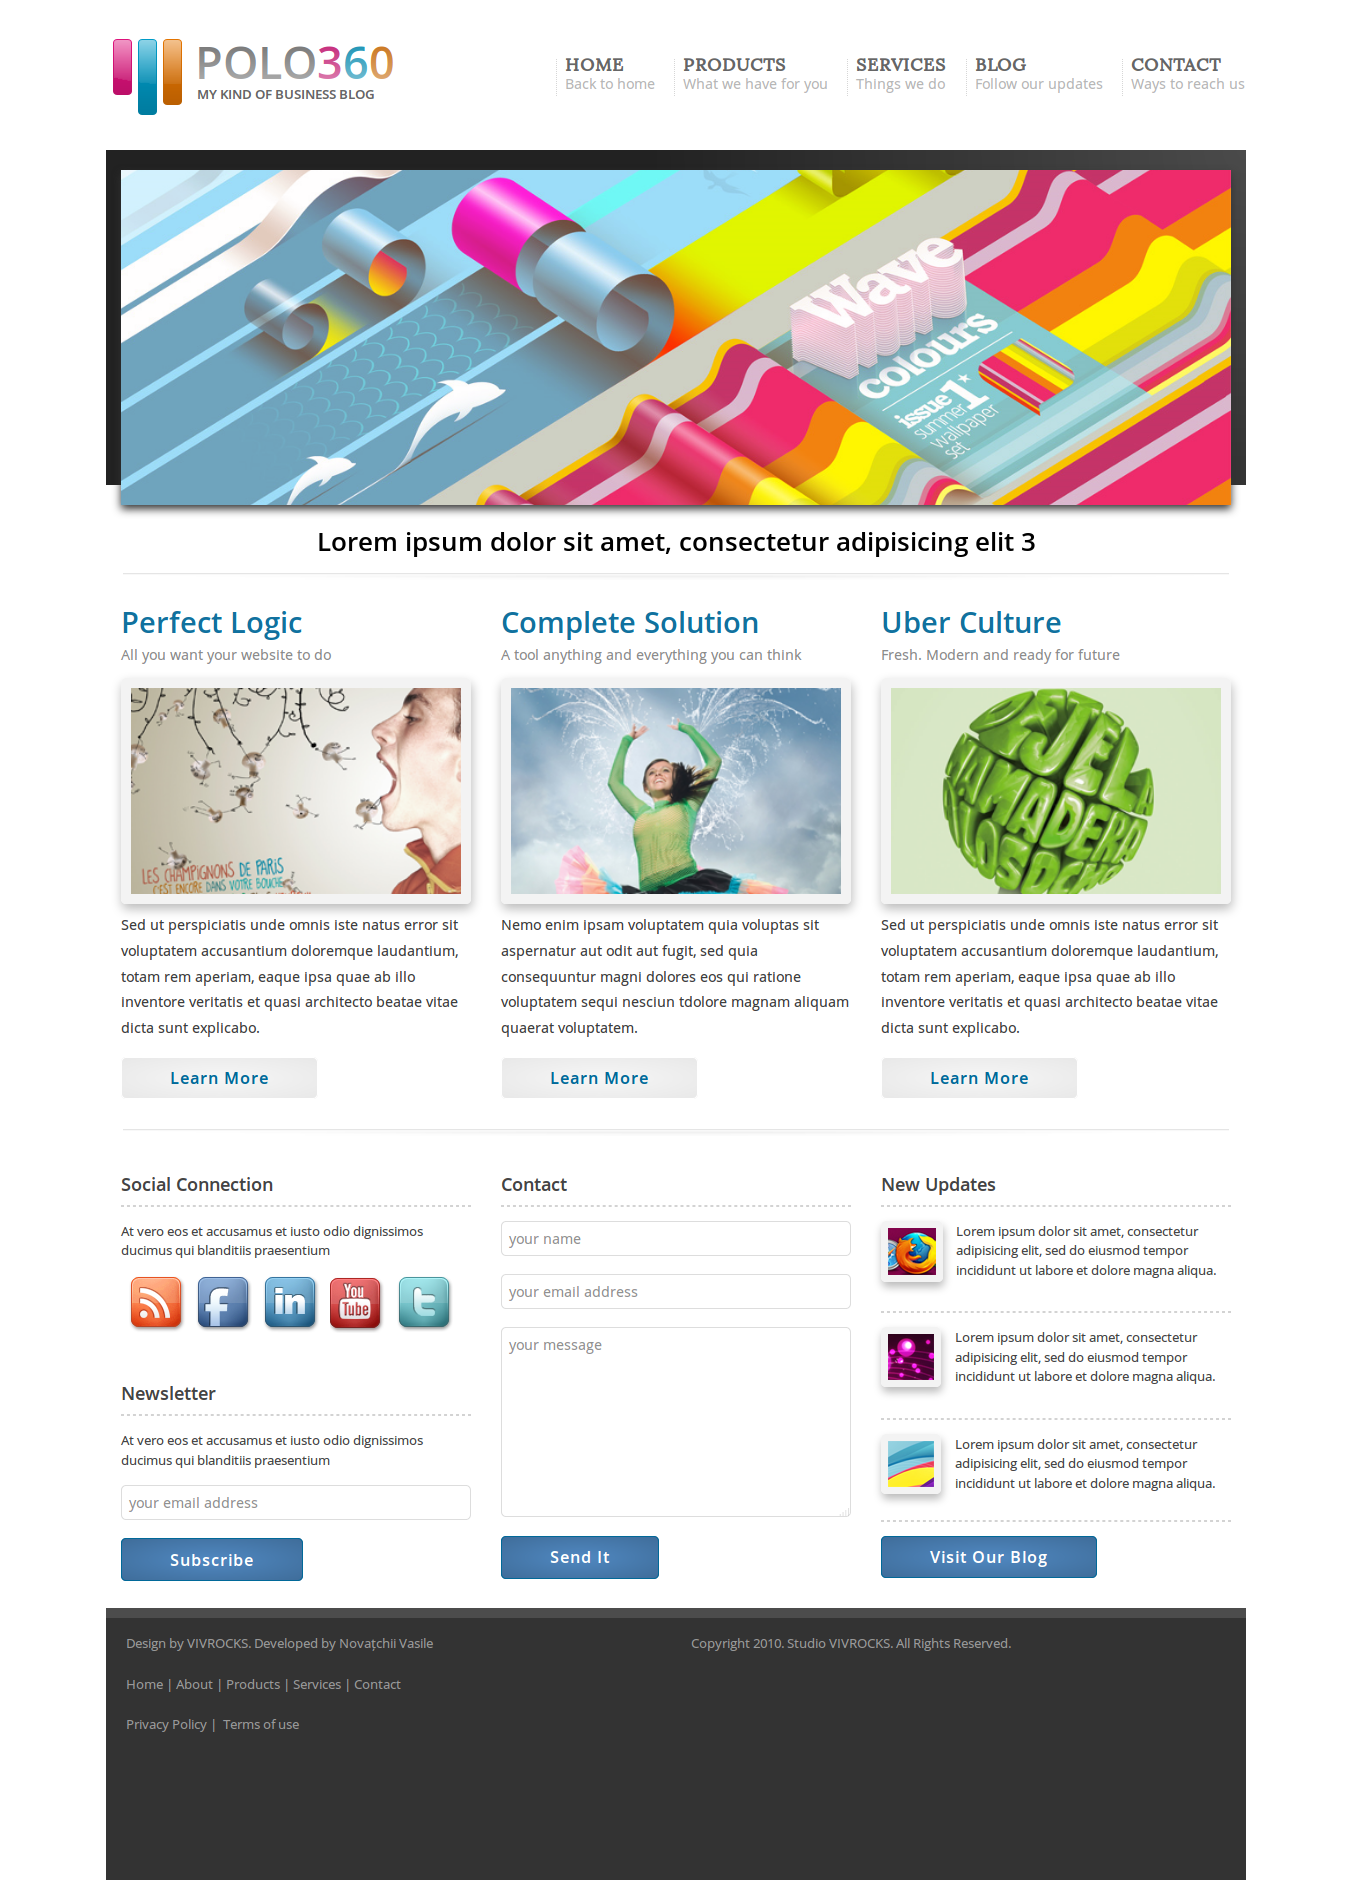 POLO360
MY KIND OF BUSINESS BLOG
HOME
Back to home
PRODUCTS
What we have for you
SERVICES
Things we do
BLOG
Follow our updates
CONTACT
Ways to reach us
Wave
colours
issue 1*
summer
wallpaper
set
Lorem ipsum dolor sit amet, consectetur adipisicing elit 3
Perfect Logic
All you want your website to do
LES CHAMPIGNONS DE PARIS
C'EST ENCORE DANS VOTRE BOUCHE
Sed ut perspiciatis unde omnis iste natus error sit
voluptatem accusantium doloremque laudantium,
totam rem aperiam, eaque ipsa quae ab illo
inventore veritatis et quasi architecto beatae vitae
dicta sunt explicabo.
Learn More
Complete Solution
A tool anything and everything you can think
Nemo enim ipsam voluptatem quia voluptas sit
aspernatur aut odit aut fugit, sed quia
consequuntur magni dolores eos qui ratione
voluptatem sequi nesciun tdolore magnam aliquam
quaerat voluptatem.
Learn More
Uber Culture
Fresh. Modern and ready for future
JEL
AMADERA
Sed ut perspiciatis unde omnis iste natus error sit
voluptatem accusantium doloremque laudantium,
totam rem aperiam, eaque ipsa quae ab illo
inventore veritatis et quasi architecto beatae vitae
dicta sunt explicabo.
Learn More
Social Connection
At vero eos et accusamus et iusto odio dignissimos
ducimus qui blanditiis praesentium
f
in
You
Tube
t
Newsletter
At vero eos et accusamus et iusto odio dignissimos
ducimus qui blanditiis praesentium
your email address
Subscribe
Contact
your name
your email address
your message
Send It
New Updates
Lorem ipsum dolor sit amet, consectetur
adipisicing elit, sed do eiusmod tempor
incididunt ut labore et dolore magna aliqua.
Lorem ipsum dolor sit amet, consectetur
adipisicing elit, sed do eiusmod tempor
incididunt ut labore et dolore magna aliqua.
Lorem ipsum dolor sit amet, consectetur
adipisicing elit, sed do eiusmod tempor
incididunt ut labore et dolore magna aliqua.
Visit Our Blog
Design by VIVROCKS. Developed by Novațchii Vasile
Copyright 2010. Studio VIVROCKS. All Rights Reserved.
Home | About | Products | Services | Contact
Privacy Policy | Terms of use